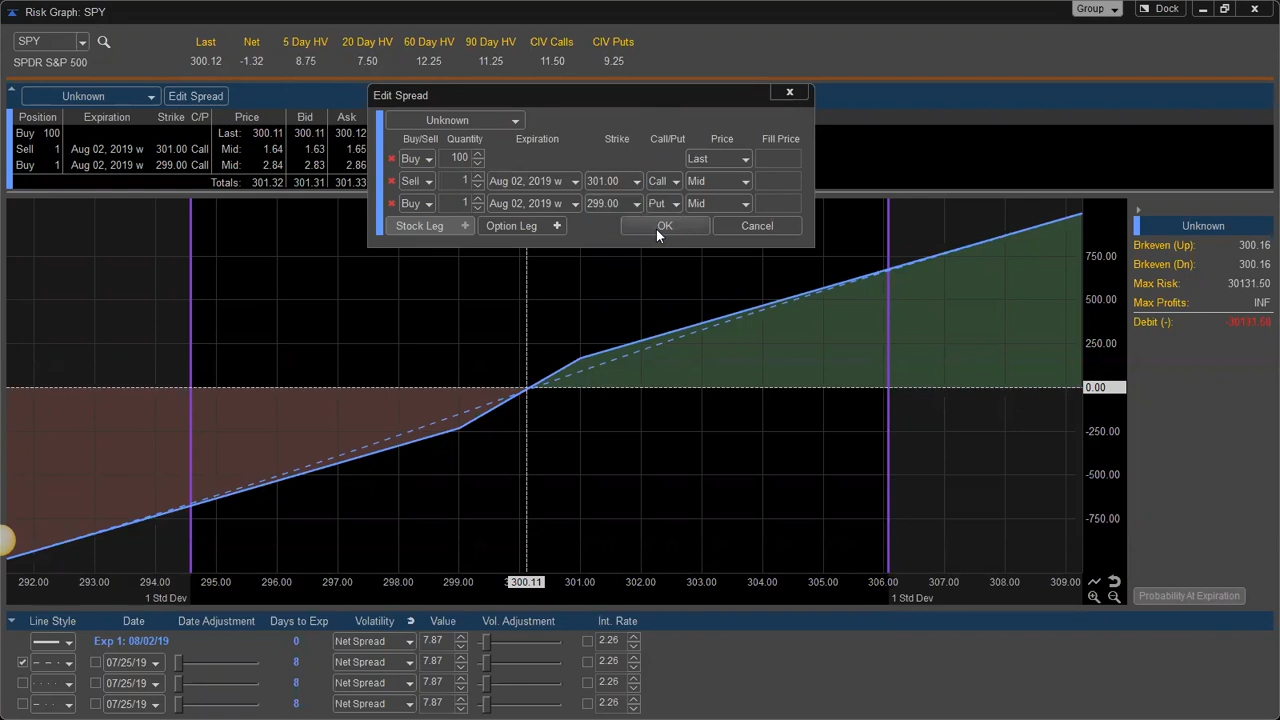 Risk Graph: SPY
Group
Dock
SPY
Last Net 5 Day HV 20 Day HV 60 Day HV 90 Day HV CIV Calls CIV Puts
SPDR S&P 500
300.12 -1.32 8.75 7.50 12.25 11.25 11.50 9.25
Unknown Edit Spread
Position Expiration Strike C/P Price Bid Ask
Buy 100 Last: 300.11 300.11 300.12
Sell 1 Aug 02, 2019 w 301.00 Call Mid: 1.64 1.63 1.65
Buy 1 Aug 02, 2019 w 299.00 Call Mid: 2.84 2.83 2.86
Totals: 301.32 301.31 301.33
Edit Spread
Unknown
Buy/Sell Quantity Expiration Strike Call/Put Price Fill Price
Buy 100 Last
Sell 1 Aug 02, 2019 w 301.00 Call Mid
Buy 1 Aug 02, 2019 w 299.00 Put Mid
Stock Leg + Option Leg + OK Cancel
Unknown
Brkeven (Up): 300.16
Brkeven (Dn): 300.16
Max Risk: 30131.50
Max Profits: INF
Debit (-): -30131.50
750.00
500.00
250.00
0.00
-250.00
-500.00
-750.00
292.00 293.00 294.00 295.00 296.00 297.00 298.00 299.00 300.11 301.00 302.00 303.00 304.00 305.00 306.00 307.00 308.00 309.00
1 Std Dev 1 Std Dev
Probability At Expiration
Line Style Date Date Adjustment Days to Exp Volatility Value Vol. Adjustment Int. Rate
Exp 1: 08/02/19 0 Net Spread 7.87 2.26
07/25/19 8 Net Spread 7.87 2.26
07/25/19 8 Net Spread 7.87 2.26
07/25/19 8 Net Spread 7.87 2.26